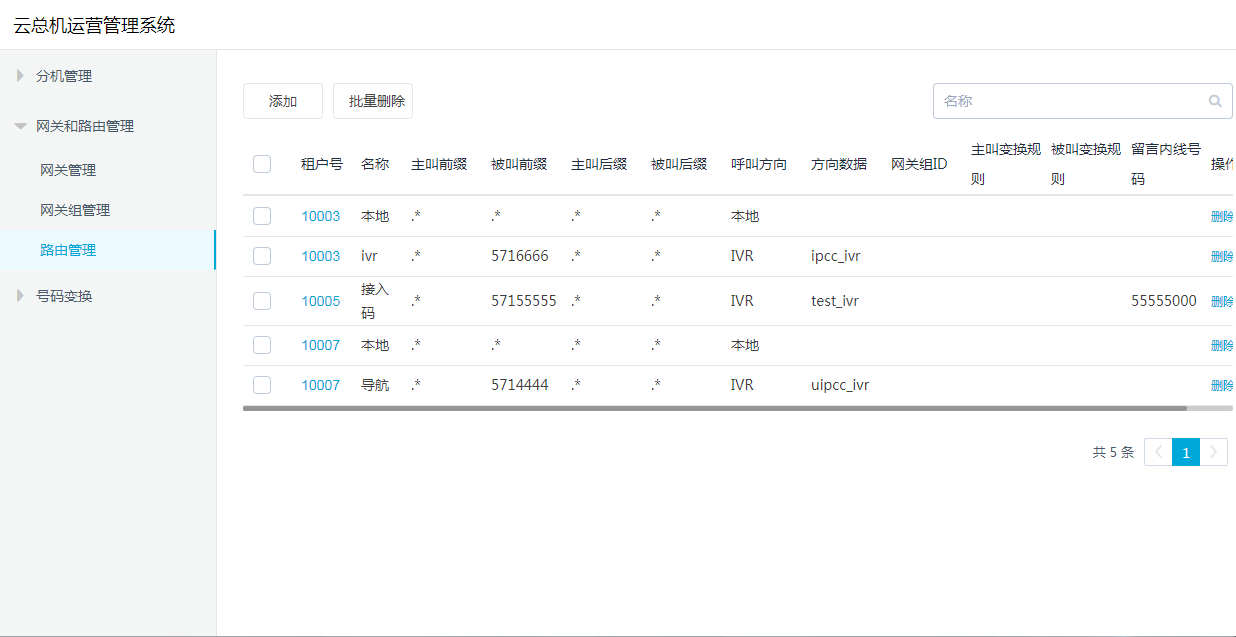 云总机运营管理系统
分机管理
网关和路由管理
网关管理
网关组管理
路由管理
号码变换
添加 批量删除 名称
租户号 名称 主叫前缀 被叫前缀 主叫后缀 被叫后缀 呼叫方向 方向数据 网关组ID 主叫变换规则 被叫变换规则 留言内线号码 操作
10003 本地 .* .* .* .* 本地 删除
10003 ivr .* 5716666 .* .* IVR ipcc_ivr 删除
10005 接入码 .* 57155555 .* .* IVR test_ivr 55555000 删除
10007 本地 .* .* .* .* 本地 删除
10007 导航 .* 5714444 .* .* IVR uipcc_ivr 删除
共 5 条 1